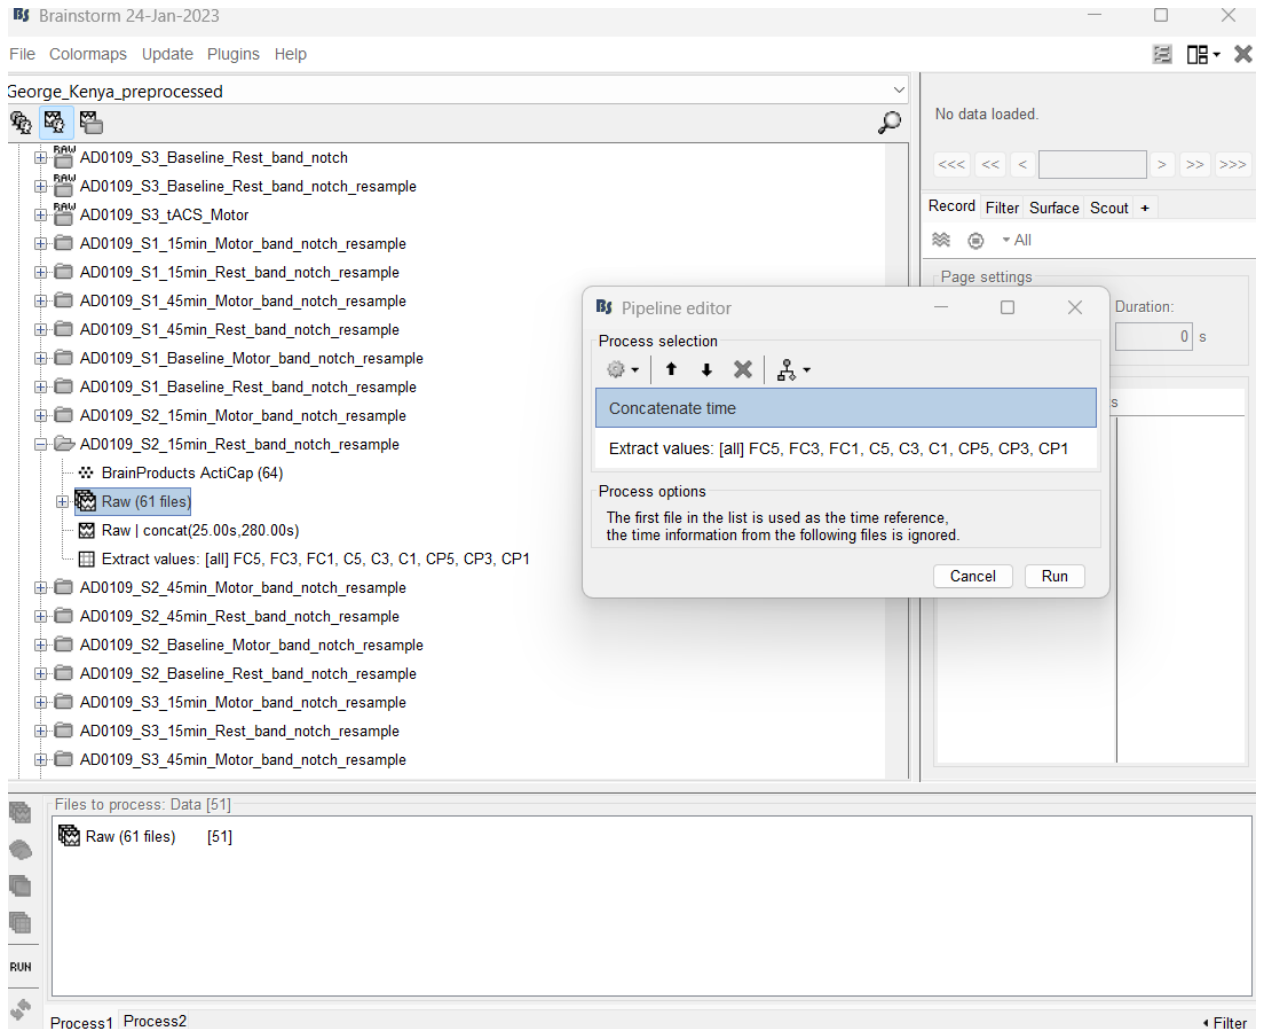 Brainstorm 24-Jan-2023
File Colormaps Update Plugins Help
George_Kenya_preprocessed
RAW AD0109_S3_Baseline_Rest_band_notch
RAW AD0109_S3_Baseline_Rest_band_notch_resample
RAW AD0109_S3_tACS_Motor
AD0109_S1_15min_Motor_band_notch_resample
AD0109_S1_15min_Rest_band_notch_resample
AD0109_S1_45min_Motor_band_notch_resample
AD0109_S1_45min_Rest_band_notch_resample
AD0109_S1_Baseline_Motor_band_notch_resample
AD0109_S1_Baseline_Rest_band_notch_resample
AD0109_S2_15min_Motor_band_notch_resample
AD0109_S2_15min_Rest_band_notch_resample
BrainProducts ActiCap (64)
Raw (61 files)
Raw | concat(25.00s,280.00s)
Extract values: [all] FC5, FC3, FC1, C5, C3, C1, CP5, CP3, CP1
AD0109_S2_45min_Motor_band_notch_resample
AD0109_S2_45min_Rest_band_notch_resample
AD0109_S2_Baseline_Motor_band_notch_resample
AD0109_S2_Baseline_Rest_band_notch_resample
AD0109_S3_15min_Motor_band_notch_resample
AD0109_S3_15min_Rest_band_notch_resample
AD0109_S3_45min_Motor_band_notch_resample
No data loaded.
<<< << < > >> >>>
Record Filter Surface Scout +
All
Page settings
Duration:
0 s
s
Bs Pipeline editor
Process selection
Concatenate time
Extract values: [all] FC5, FC3, FC1, C5, C3, C1, CP5, CP3, CP1
Process options
The first file in the list is used as the time reference,
the time information from the following files is ignored.
Cancel Run
Files to process: Data [51]
Raw (61 files) [51]
RUN
Process1 Process2
Filter